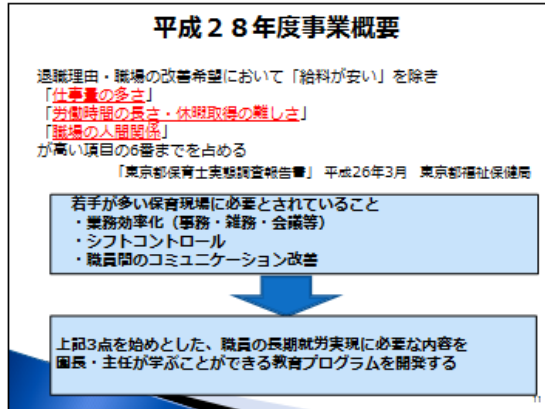 平成２８年度事業概要
退職理由・職場の改善希望において「給料が安い」を除き
「仕事量の多さ」
「労働時間の長さ・休暇取得の難しさ」
「職場の人間関係」
が高い項目の6番までを占める
「東京都保育士実態調査報告書」 平成26年3月　東京都福祉保健局
若手が多い保育現場に必要とされていること
・業務効率化（事務・雑務・会議等）
・シフトコントロール
・職員間のコミュニケーション改善
上記3点を始めとした、職員の長期就労実現に必要な内容を
園長・主任が学ぶことができる教育プログラムを開発する
11